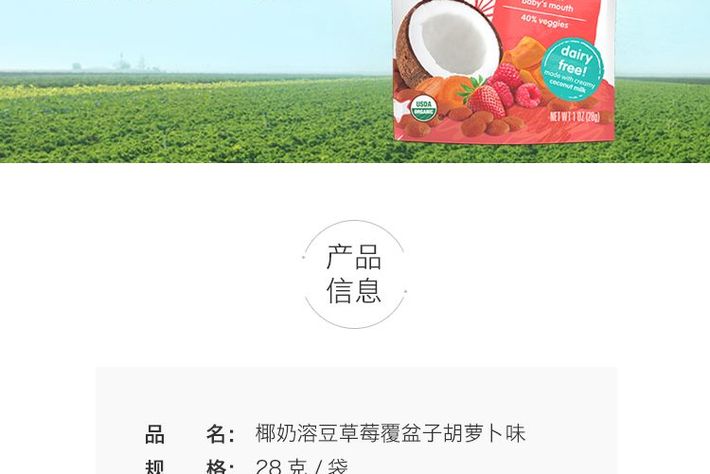 baby's mouth
40% veggies
dairy
free!
made with creamy
coconut milk
USDA
ORGANIC
NET WT 1 OZ (28g)
产品
信息
品 名： 椰奶溶豆草莓覆盆子胡萝卜味
规 格： 28 克 / 袋